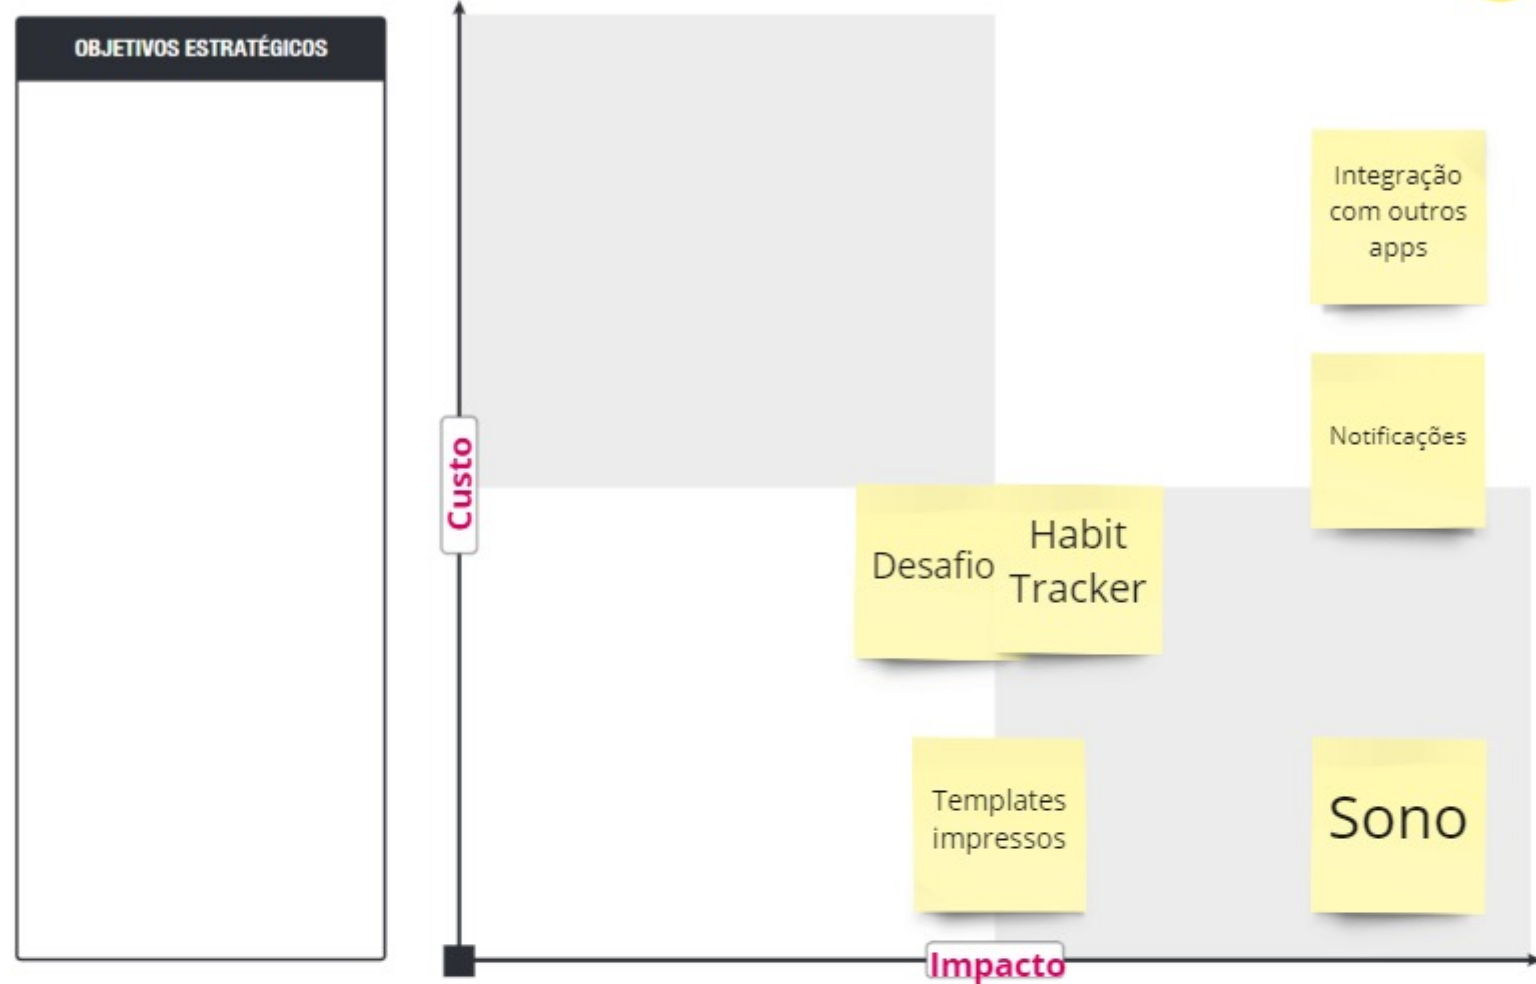 OBJETIVOS ESTRATÉGICOS
Integração
com outros
apps
Notificações
Custo
Desafio
Habit
Tracker
Templates
impressos
Sono
Impacto